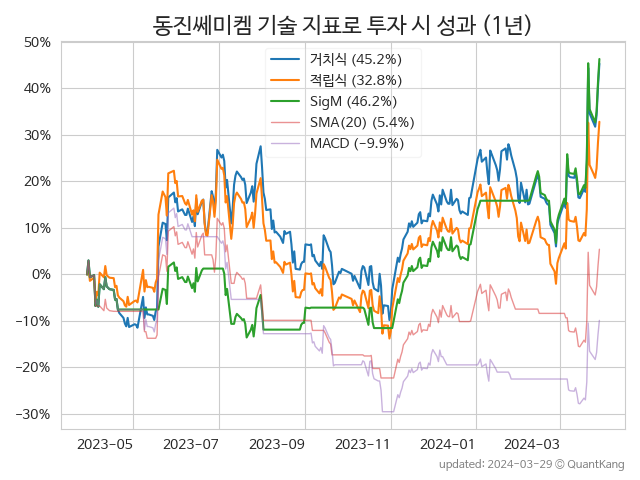 동진쎄미켐 기술 지표로 투자 시 성과 (1년)
50%
40%
30%
20%
10%
0%
−10%
−20%
−30%
거치식 (45.2%)
적립식 (32.8%)
SigM (46.2%)
SMA(20) (5.4%)
MACD (−9.9%)
2023−05
2023−07
2023−09
2023−11
2024−01
2024−03
updated: 2024−03−29 ⓒ QuantKang